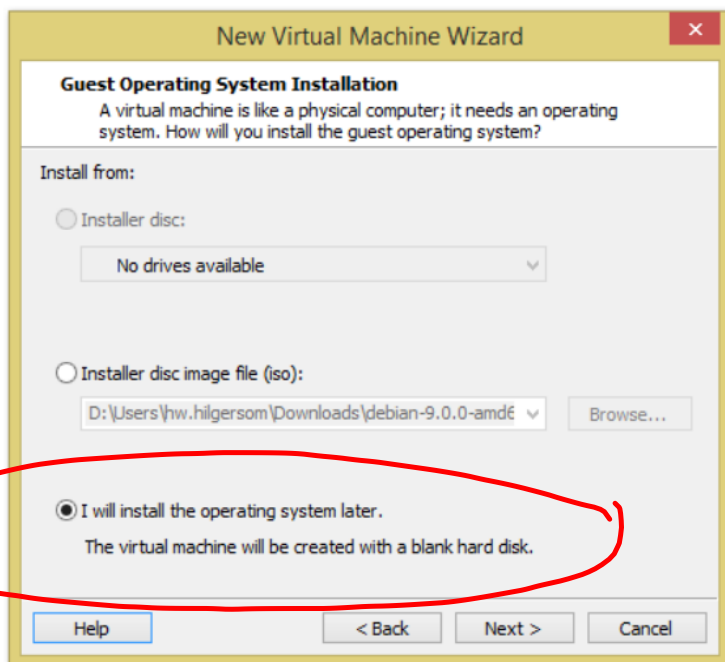 New Virtual Machine Wizard
Guest Operating System Installation
A virtual machine is like a physical computer; it needs an operating
system. How will you install the guest operating system?
Install from:
Installer disc:
No drives available
Installer disc image file (iso):
D:\Users\hw.hilgersom\Downloads\debian-9.0.0-amd6
Browse...
I will install the operating system later.
The virtual machine will be created with a blank hard disk.
Help
< Back
Next >
Cancel